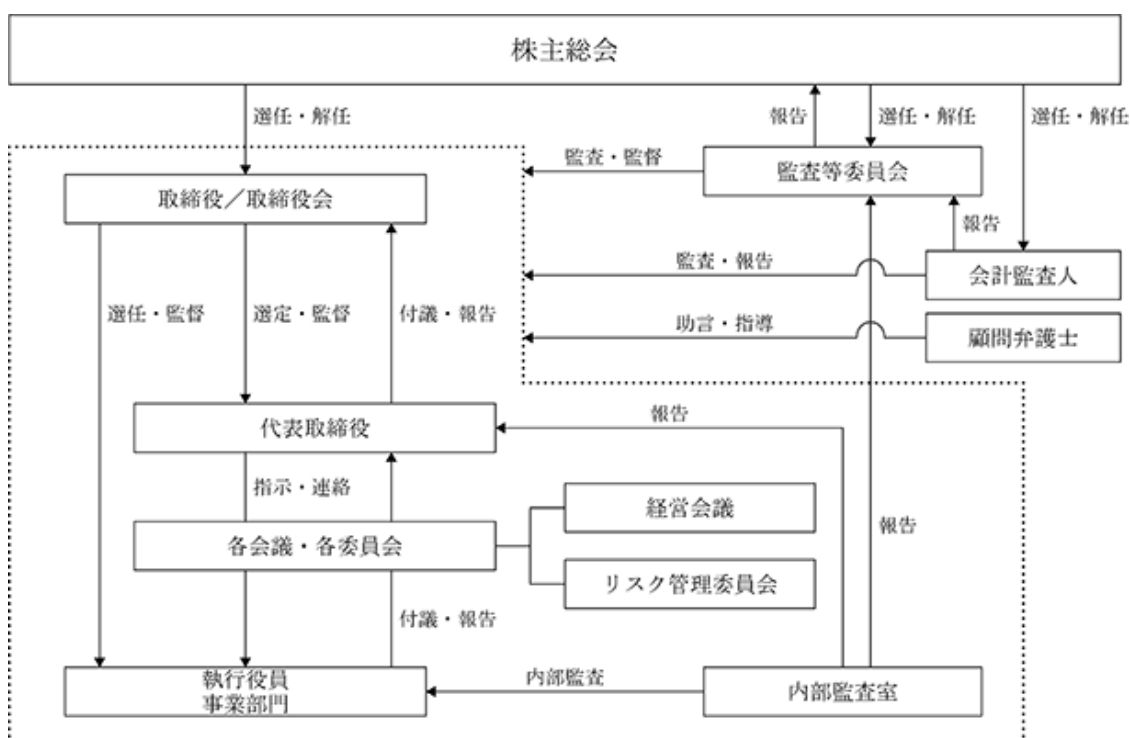 株主総会
選任・解任
報告
選任・解任
選任・解任
監査・監督
監査等委員会
取締役／取締役会
報告
監査・報告
会計監査人
選任・監督
選定・監督
付議・報告
助言・指導
顧問弁護士
代表取締役
報告
指示・連絡
経営会議
各会議・各委員会
報告
リスク管理委員会
付議・報告
執行役員
事業部門
内部監査
内部監査室